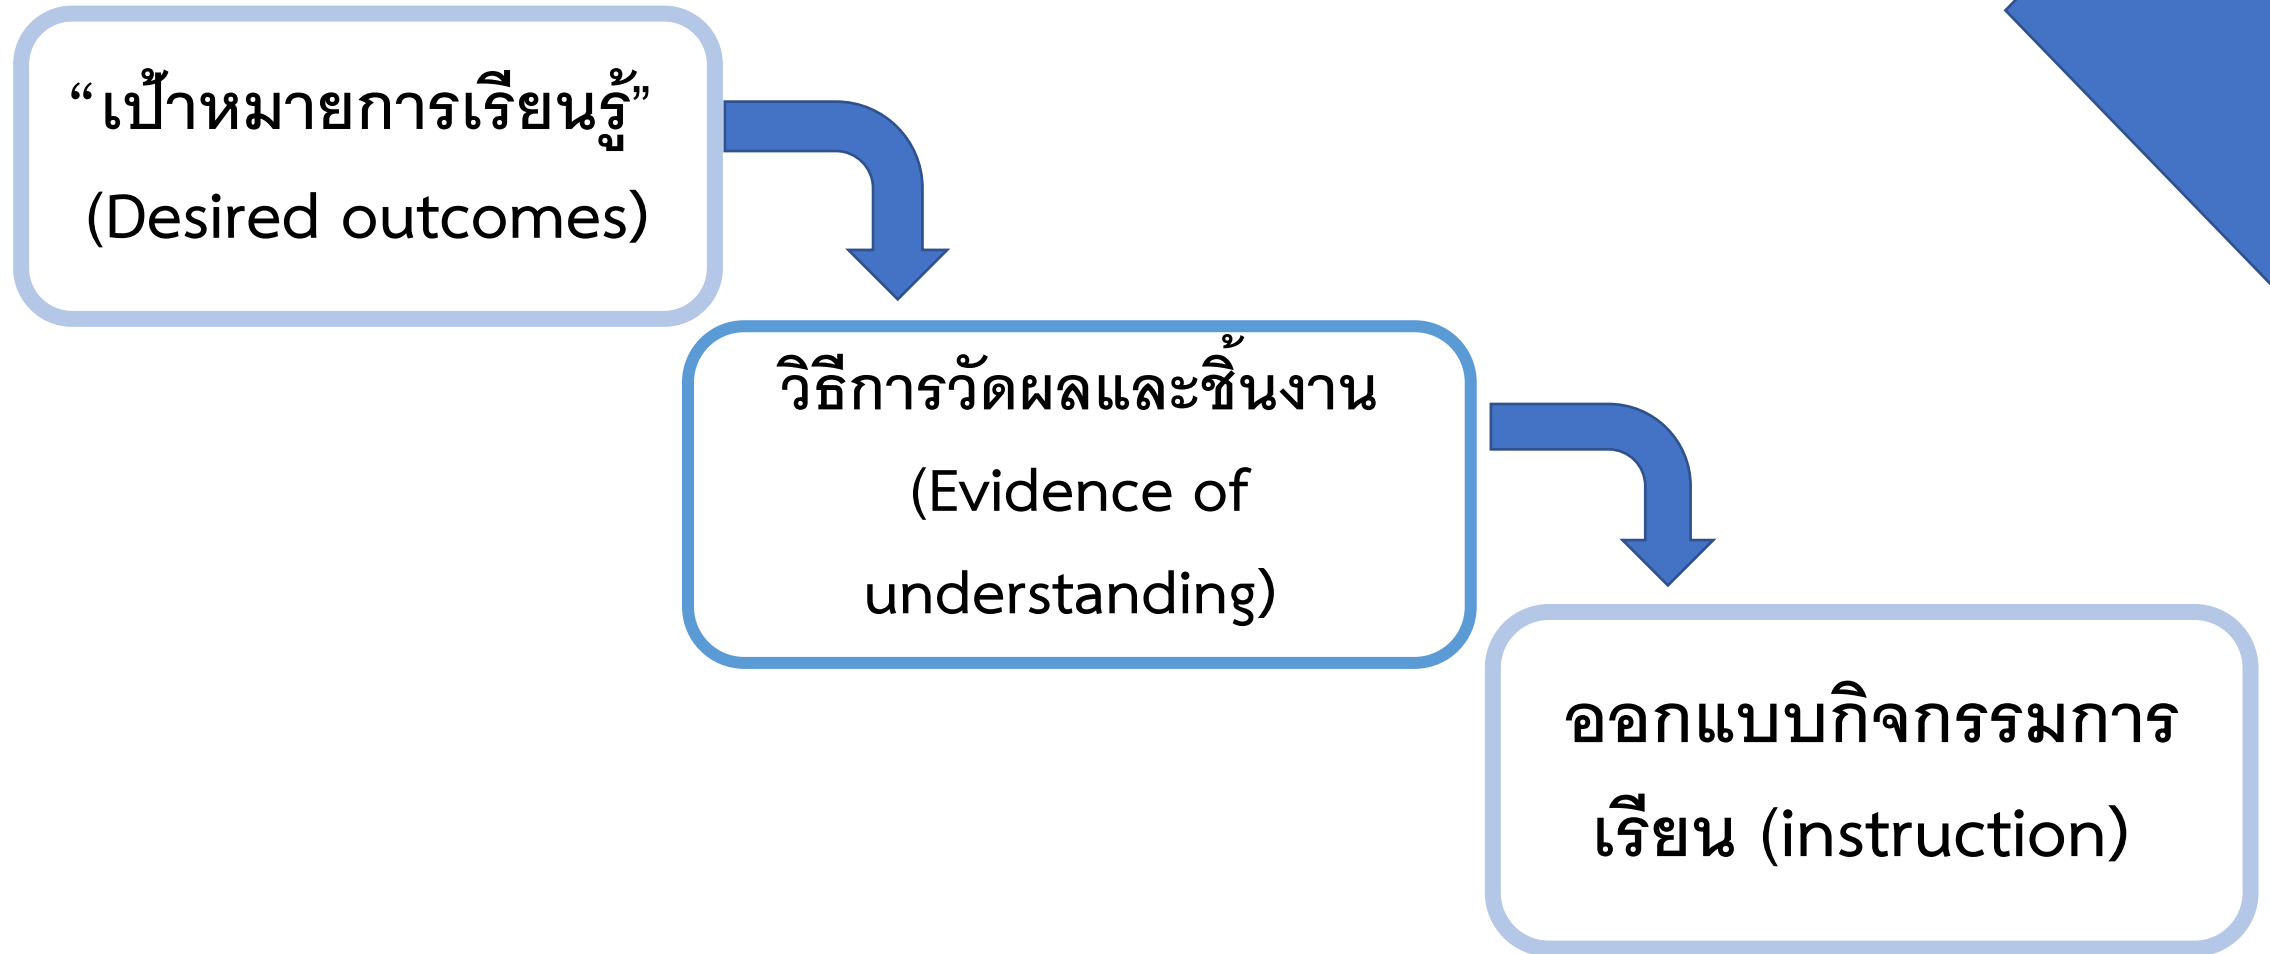 “เป้าหมายการเรียนรู้”
(Desired outcomes)
วิธีการวัดผลและชิ้นงาน
(Evidence of
understanding)
ออกแบบกิจกรรมการ
เรียน (instruction)